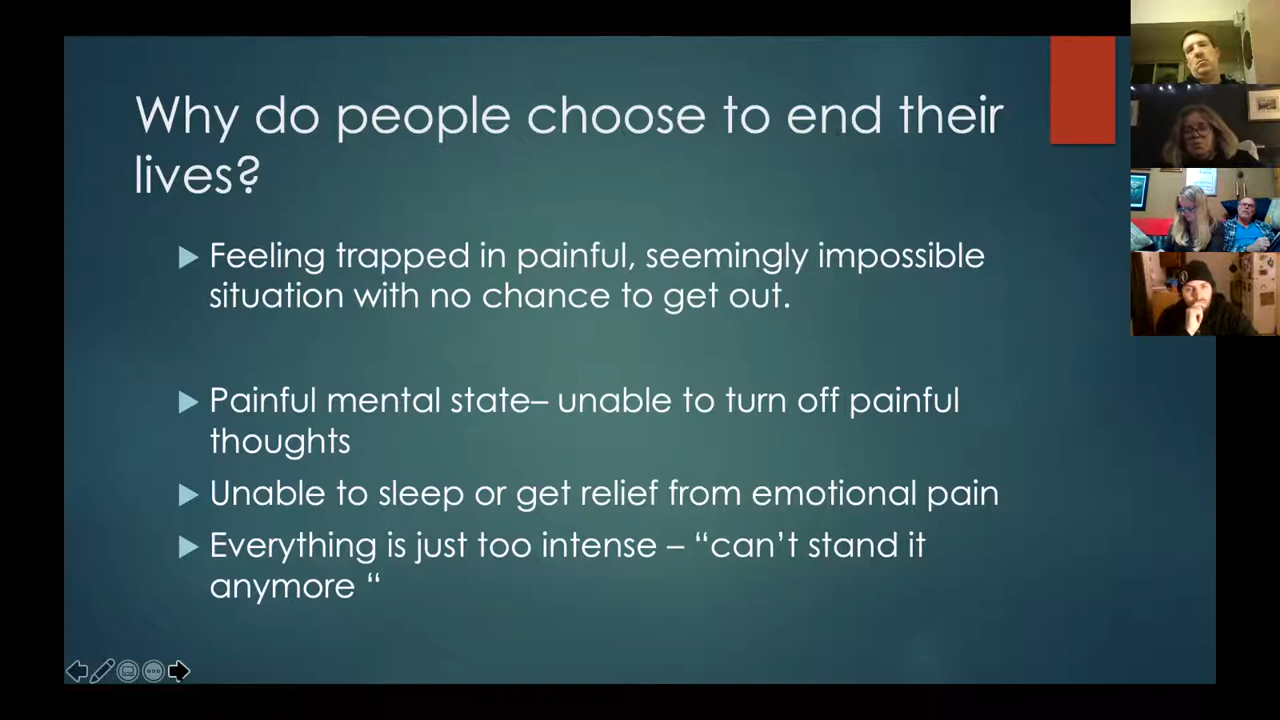 Why do people choose to end their
lives?
Feeling trapped in painful, seemingly impossible
situation with no chance to get out.
Painful mental state– unable to turn off painful
thoughts
Unable to sleep or get relief from emotional pain
Everything is just too intense – “can’t stand it
anymore “